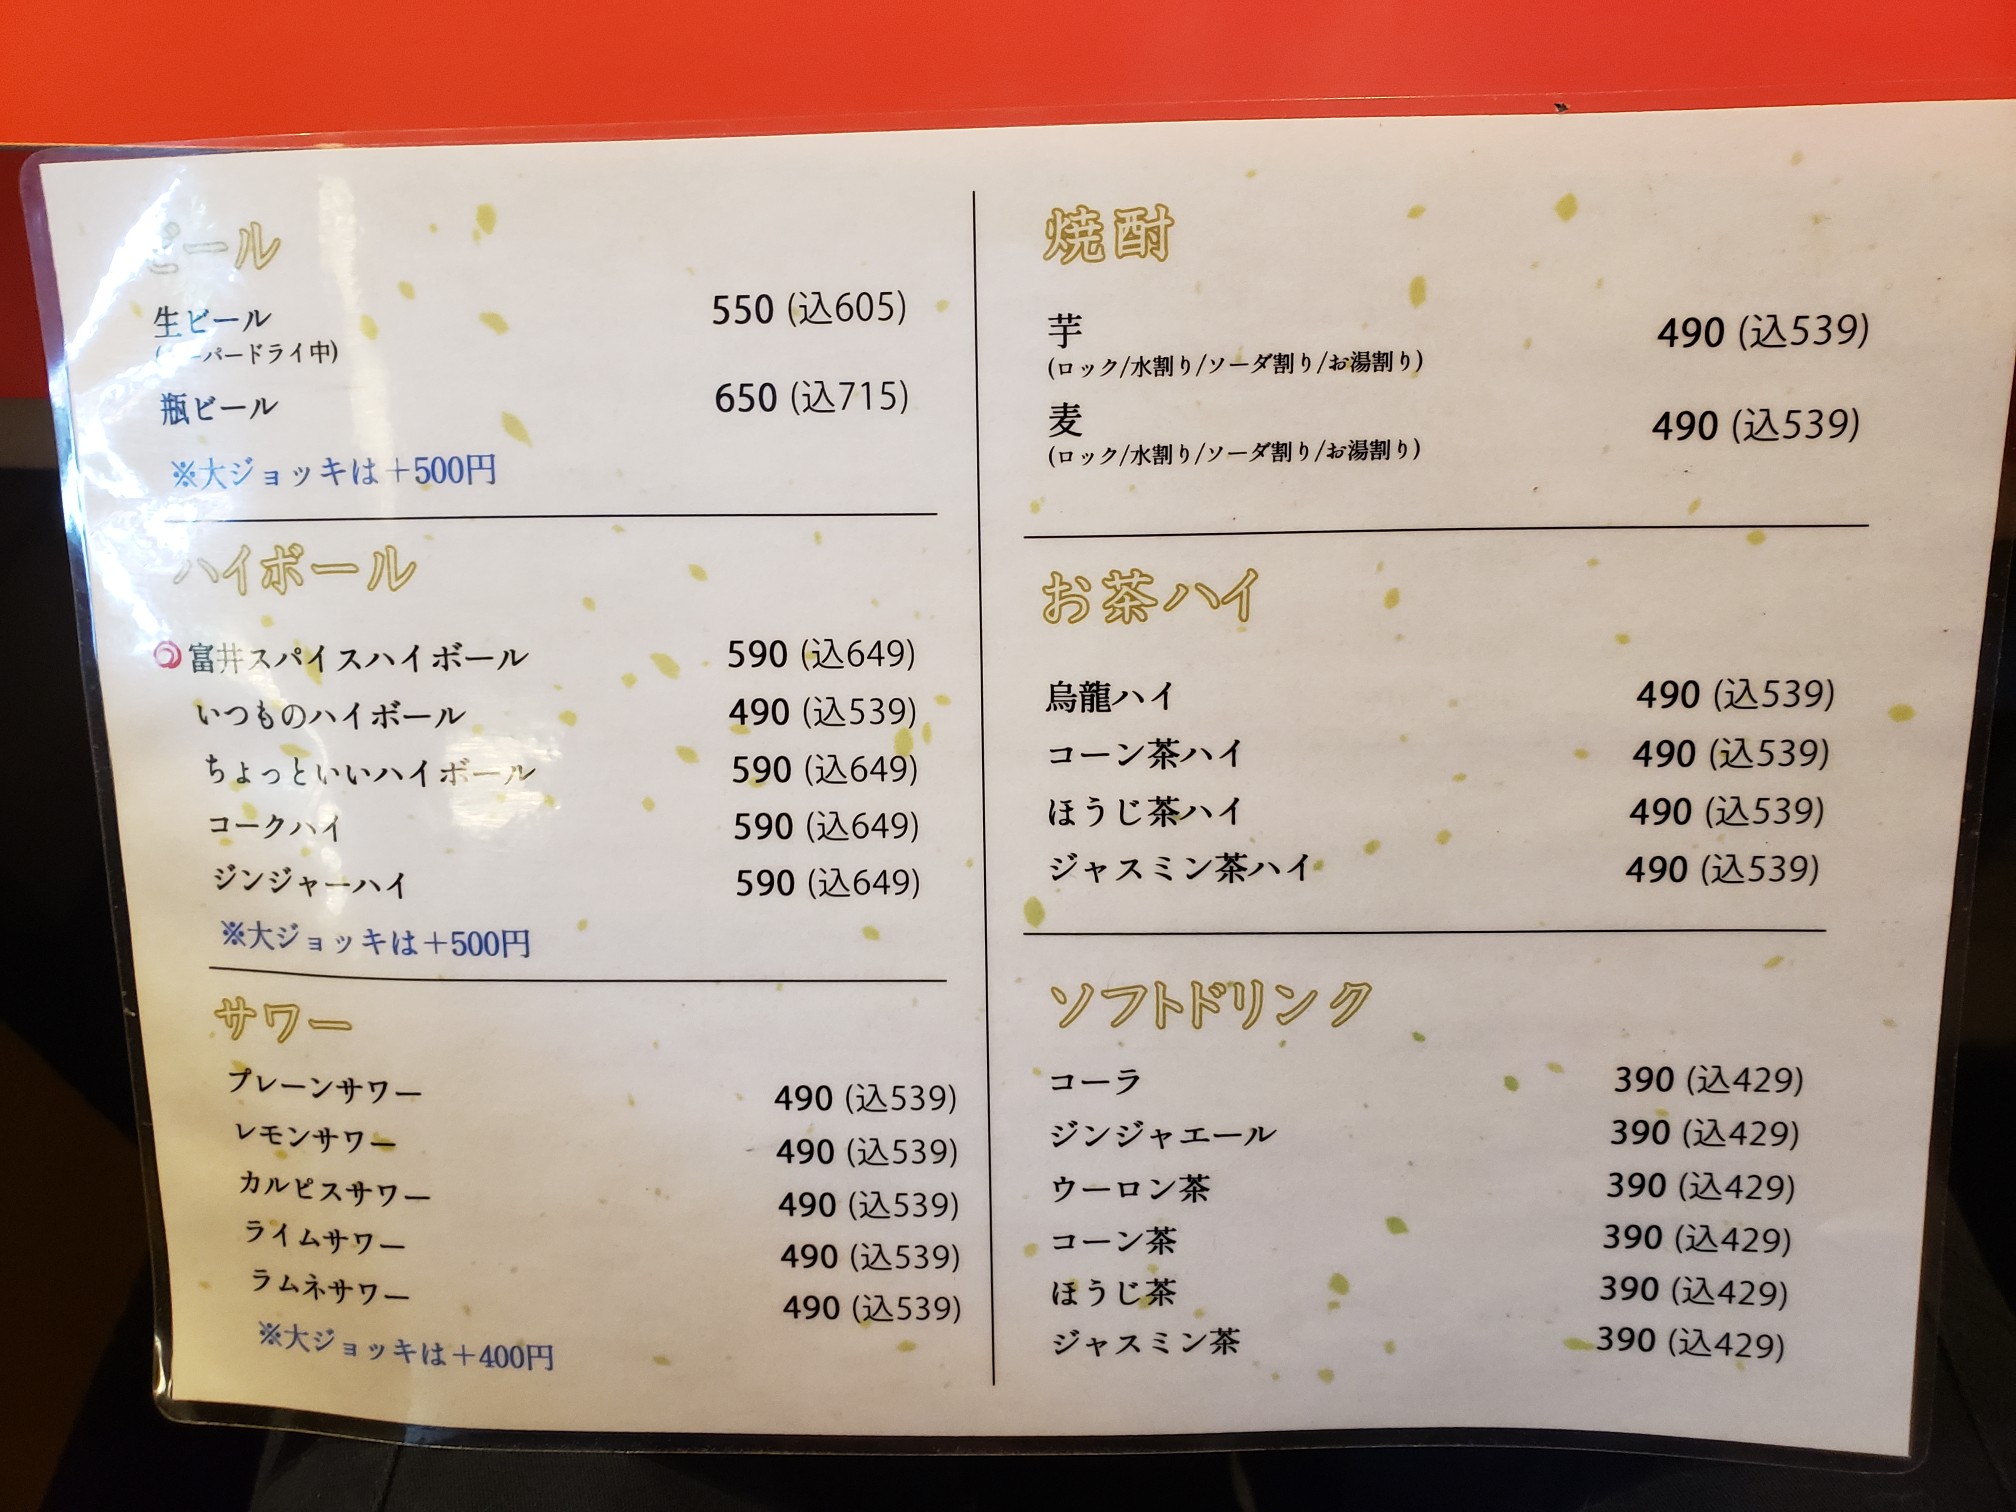 ビール
生ビール 550 (込605)
(スーパードライ中)
瓶ビール 650 (込715)
※大ジョッキは+500円
ハイボール
富井スパイスハイボール 590 (込649)
いつものハイボール 490 (込539)
ちょっといいハイボール 590 (込649)
コークハイ 590 (込649)
ジンジャーハイ 590 (込649)
※大ジョッキは+500円
サワー
プレーンサワー 490 (込539)
レモンサワー 490 (込539)
カルピスサワー 490 (込539)
ライムサワー 490 (込539)
ラムネサワー 490 (込539)
※大ジョッキは+400円
焼酎
芋 490 (込539)
(ロック/水割り/ソーダ割り/お湯割り)
麦 490 (込539)
(ロック/水割り/ソーダ割り/お湯割り)
お茶ハイ
烏龍ハイ 490 (込539)
コーン茶ハイ 490 (込539)
ほうじ茶ハイ 490 (込539)
ジャスミン茶ハイ 490 (込539)
ソフトドリンク
コーラ 390 (込429)
ジンジャエール 390 (込429)
ウーロン茶 390 (込429)
コーン茶 390 (込429)
ほうじ茶 390 (込429)
ジャスミン茶 390 (込429)